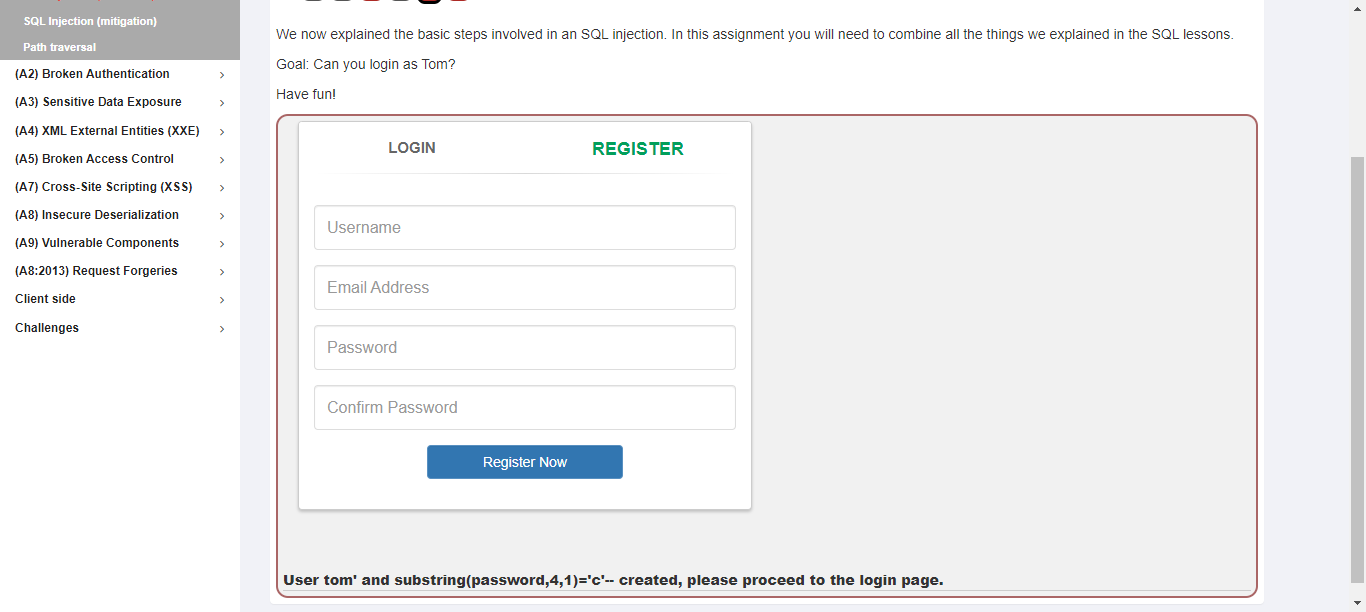 SQL Injection (mitigation)
Path traversal
(A2) Broken Authentication
(A3) Sensitive Data Exposure
(A4) XML External Entities (XXE)
(A5) Broken Access Control
(A7) Cross-Site Scripting (XSS)
(A8) Insecure Deserialization
(A9) Vulnerable Components
(A8:2013) Request Forgeries
Client side
Challenges
We now explained the basic steps involved in an SQL injection. In this assignment you will need to combine all the things we explained in the SQL lessons.
Goal: Can you login as Tom?
Have fun!
LOGIN
REGISTER
Username
Email Address
Password
Confirm Password
Register Now
User tom' and substring(password,4,1)='c'-- created, please proceed to the login page.